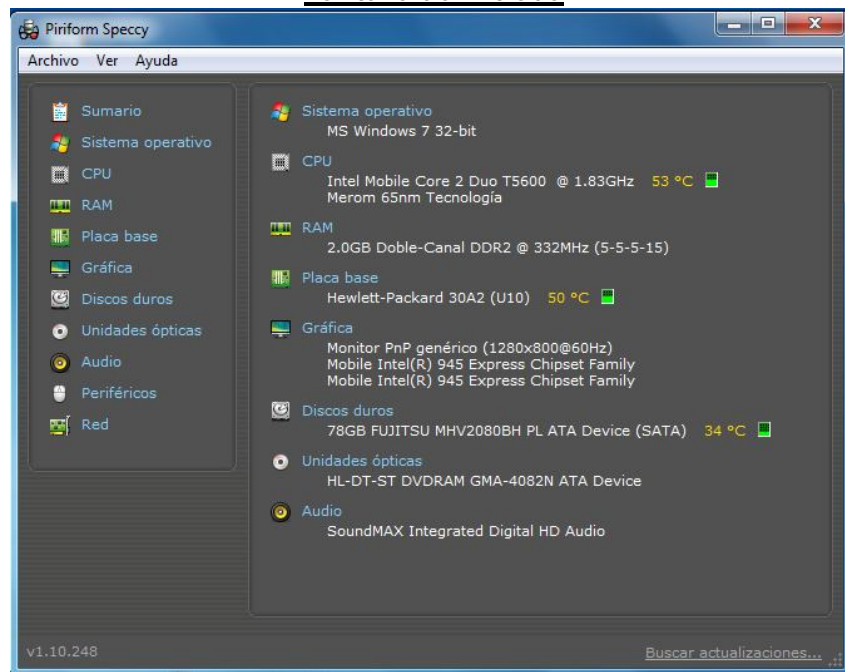 Piriform Speccy
Archivo Ver Ayuda
Sumario
Sistema operativo
CPU
RAM
Placa base
Gráfica
Discos duros
Unidades ópticas
Audio
Periféricos
Red
Sistema operativo
MS Windows 7 32-bit
CPU
Intel Mobile Core 2 Duo T5600 @ 1.83GHz 53 °C
Merom 65nm Tecnología
RAM
2.0GB Doble-Canal DDR2 @ 332MHz (5-5-5-15)
Placa base
Hewlett-Packard 30A2 (U10) 50 °C
Gráfica
Monitor PnP genérico (1280x800@60Hz)
Mobile Intel(R) 945 Express Chipset Family
Mobile Intel(R) 945 Express Chipset Family
Discos duros
78GB FUJITSU MHV2080BH PL ATA Device (SATA) 34 °C
Unidades ópticas
HL-DT-ST DVDRAM GMA-4082N ATA Device
Audio
SoundMAX Integrated Digital HD Audio
v1.10.248
Buscar actualizaciones...